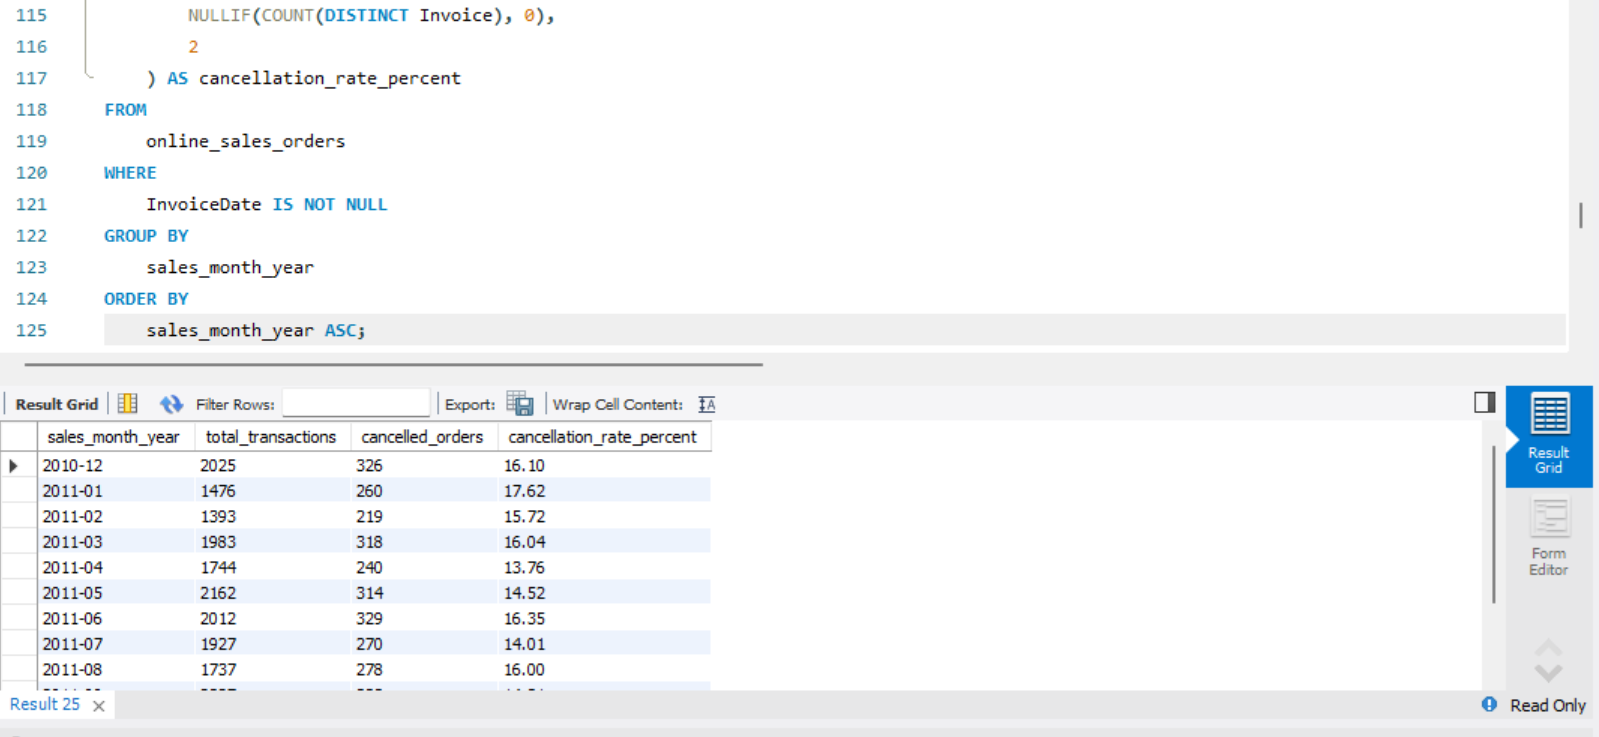 115 NULLIF(COUNT(DISTINCT Invoice), 0),
116 2
117 ) AS cancellation_rate_percent
118 FROM
119 online_sales_orders
120 WHERE
121 InvoiceDate IS NOT NULL
122 GROUP BY
123 sales_month_year
124 ORDER BY
125 sales_month_year ASC;
Result Grid Filter Rows: Export: Wrap Cell Content: IA
sales_month_year total_transactions cancelled_orders cancellation_rate_percent
2010-12 2025 326 16.10
2011-01 1476 260 17.62
2011-02 1393 219 15.72
2011-03 1983 318 16.04
2011-04 1744 240 13.76
2011-05 2162 314 14.52
2011-06 2012 329 16.35
2011-07 1927 270 14.01
2011-08 1737 278 16.00
Result
Grid
Form
Editor
Result 25
Read Only